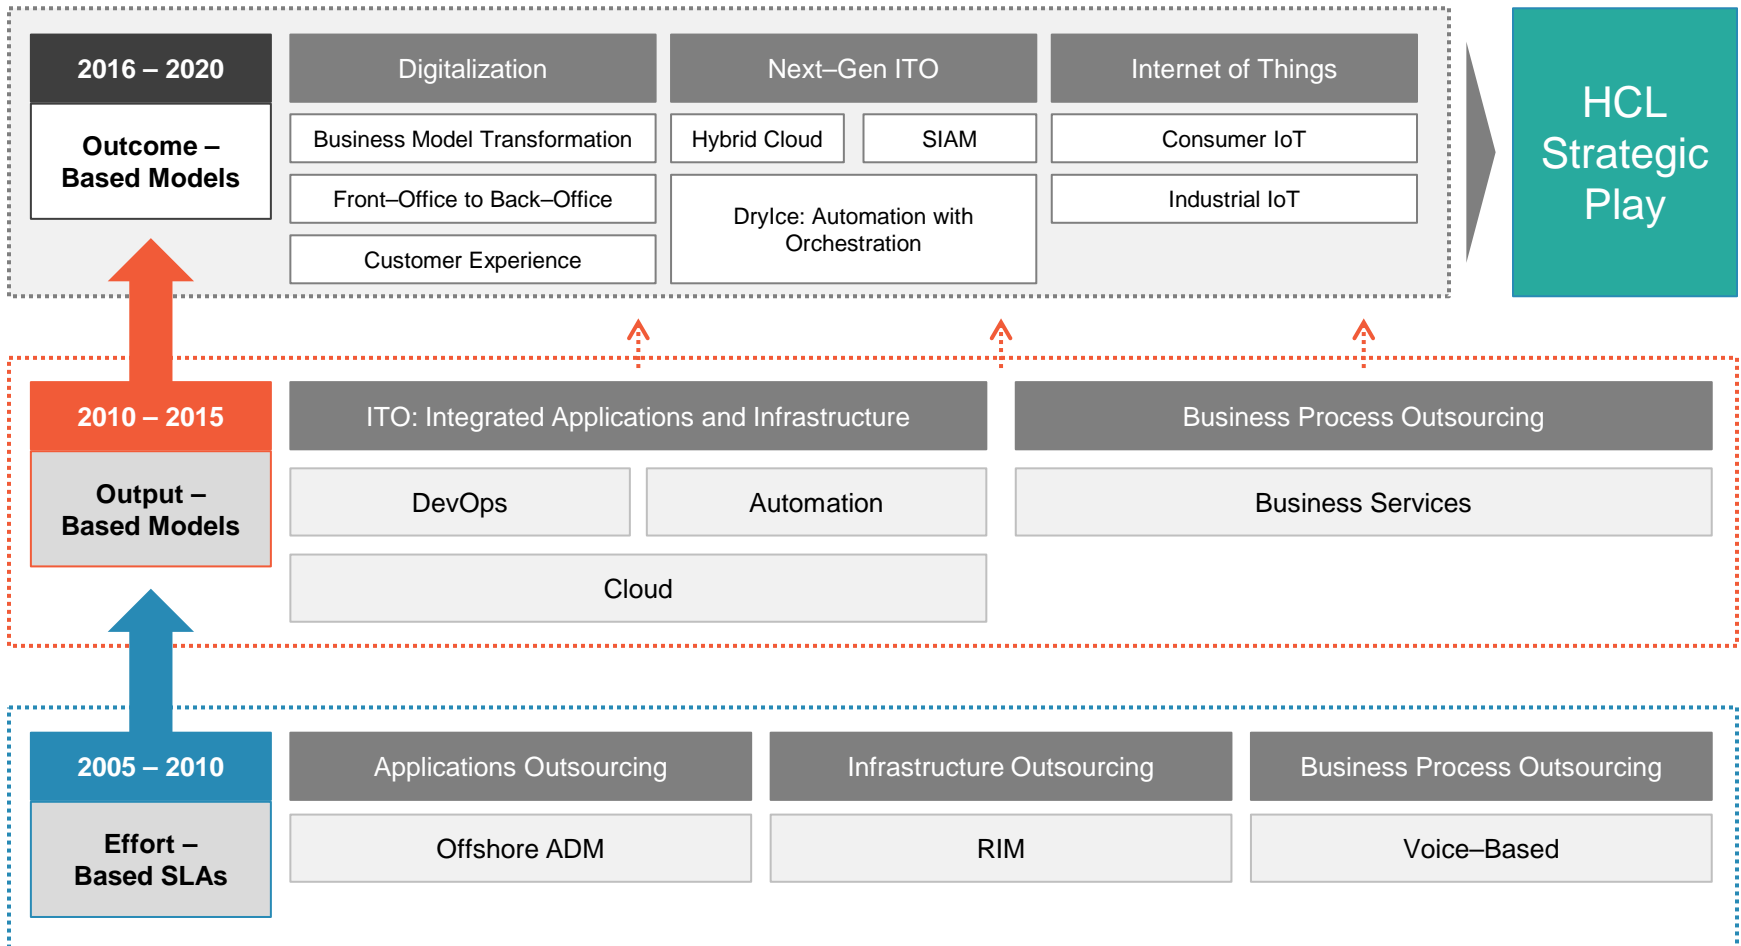 2016 – 2020
Digitalization
Next–Gen ITO
Internet of Things
HCL
Strategic
Play
Outcome –
Based Models
Business Model Transformation
Hybrid Cloud
SIAM
Consumer IoT
Front–Office to Back–Office
DryIce: Automation with
Orchestration
Industrial IoT
Customer Experience
2010 – 2015
ITO: Integrated Applications and Infrastructure
Business Process Outsourcing
Output –
Based Models
DevOps
Automation
Business Services
Cloud
2005 – 2010
Applications Outsourcing
Infrastructure Outsourcing
Business Process Outsourcing
Effort –
Based SLAs
Offshore ADM
RIM
Voice–Based